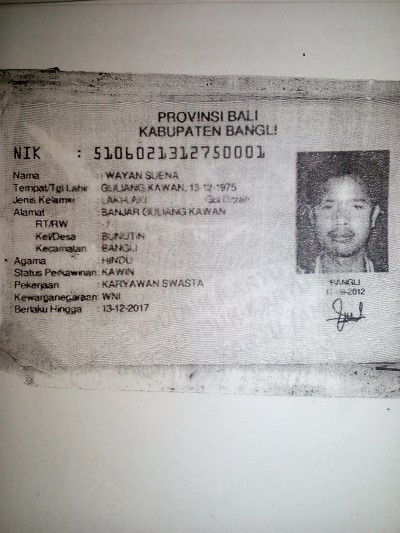 PROVINSI BALI
KABUPATEN BANGLI
NIK : 5106021312750001
Nama : I WAYAN SUENA
Tempat/Tgl Lahir : GULIANG KAWAN, 13-12-1975
Jenis Kelamin : LAKI-LAKI Gol Darah
Alamat : BANJAR GULIANG KAWAN
RT/RW : -/
Kel/Desa : BUNUTIN
Kecamatan : BANGLI
Agama : HINDU
Status Perkawinan : KAWIN
Pekerjaan : KARYAWAN SWASTA
Kewarganegaraan : WNI
Berlaku Hingga : 13-12-2017
BANGLI
-09-2012